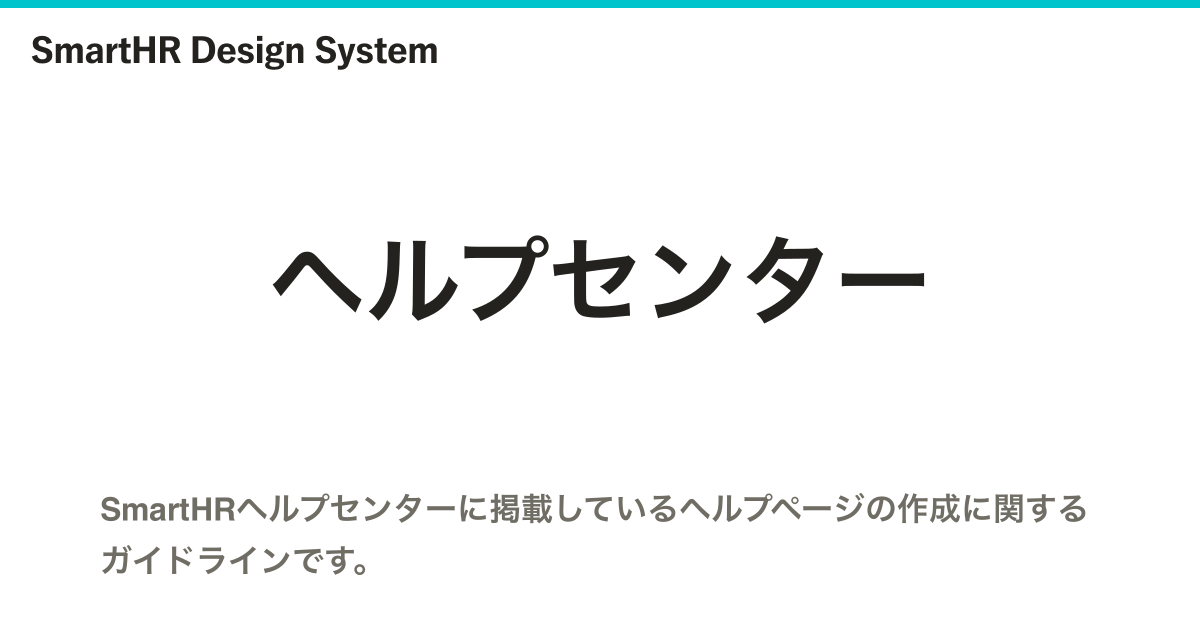 SmartHR Design System
ヘルプセンター
SmartHRヘルプセンターに掲載しているヘルプページの作成に関する
ガイドラインです。